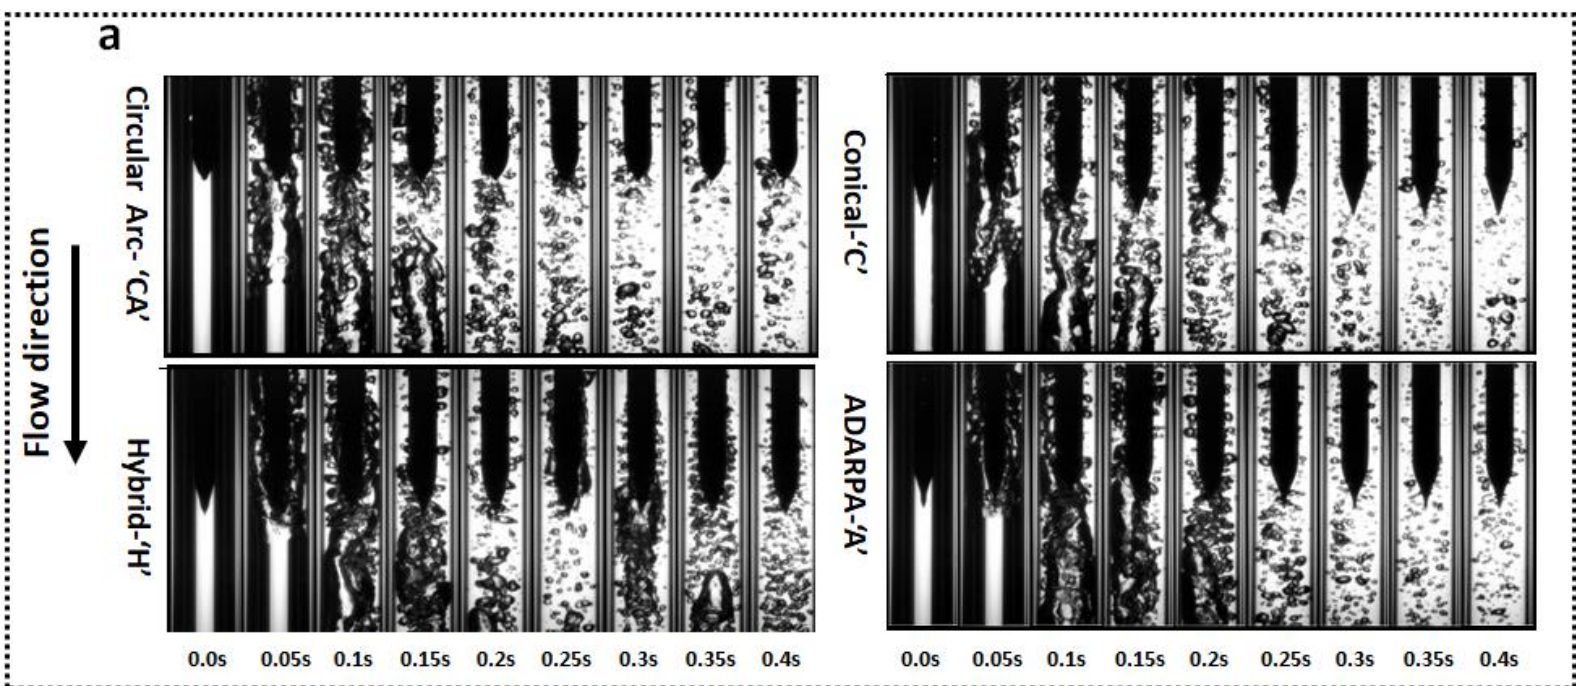 a
Flow direction
Circular Arc- ‘CA’
Conical-‘C’
Hybrid-‘H’
ADARPA-‘A’
0.0s 0.05s 0.1s 0.15s 0.2s 0.25s 0.3s 0.35s 0.4s
0.0s 0.05s 0.1s 0.15s 0.2s 0.25s 0.3s 0.35s 0.4s